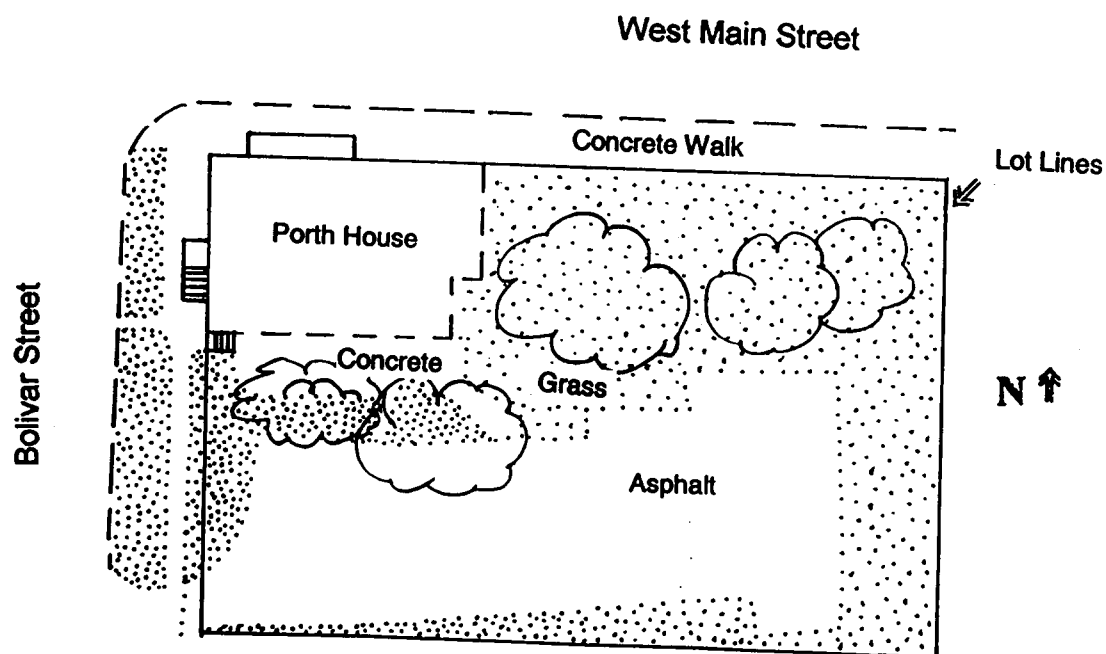 West Main Street
Concrete Walk
Lot Lines
Porth House
Bolivar Street
Concrete
Grass
N
Asphalt